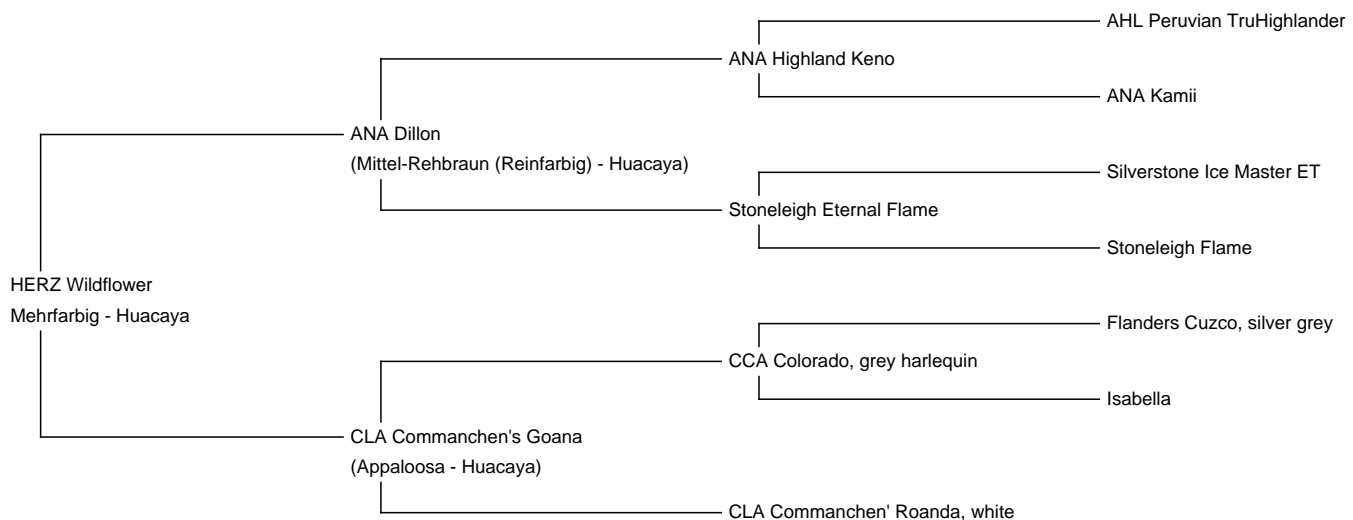 AHL Peruvian TruHighlander
ANA Highland Keno
ANA Kamii
ANA Dillon
(Mittel-Rehbraun (Reinfarbig) - Huacaya)
Silverstone Ice Master ET
Stoneleigh Eternal Flame
Stoneleigh Flame
HERZ Wildflower
Mehrfarbig - Huacaya
Flanders Cuzco, silver grey
CCA Colorado, grey harlequin
Isabella
CLA Commanchen's Goana
(Appaloosa - Huacaya)
CLA Commanchen' Roanda, white